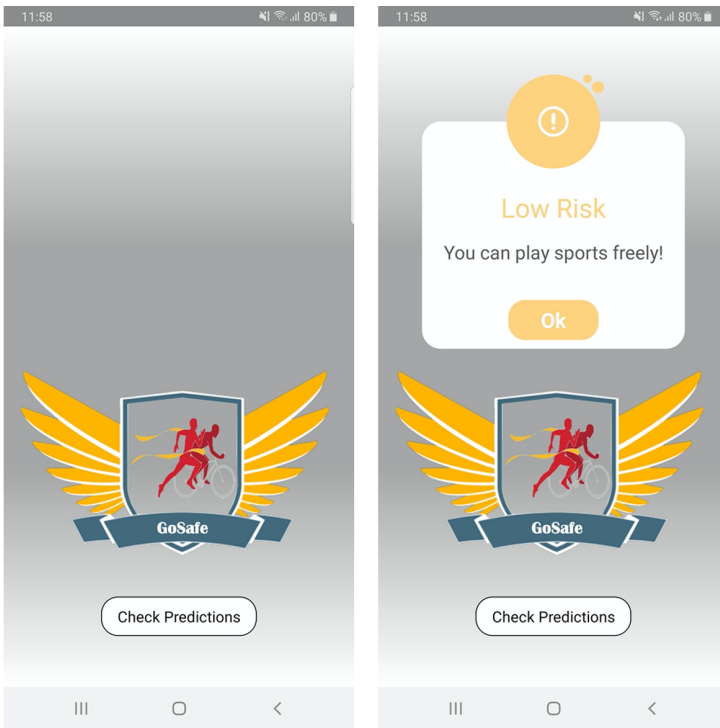 11:58
80%
GoSafe
Check Predictions
11:58
80%
Low Risk
You can play sports freely!
Ok
GoSafe
Check Predictions